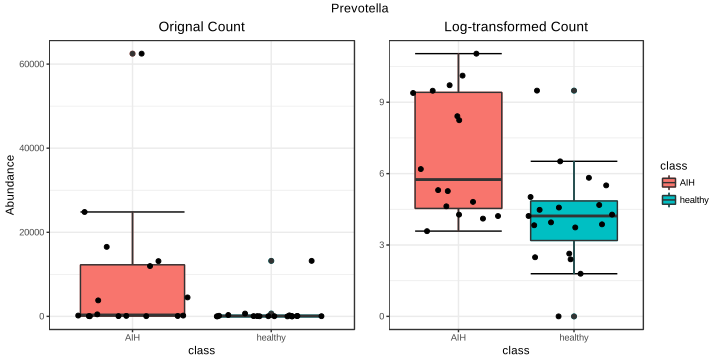 Prevotella
Orignal Count
Log-transformed Count
Abundance
60000
40000
20000
0
AIH
healthy
class
9
6
3
0
AIH
healthy
class
class
AIH
healthy